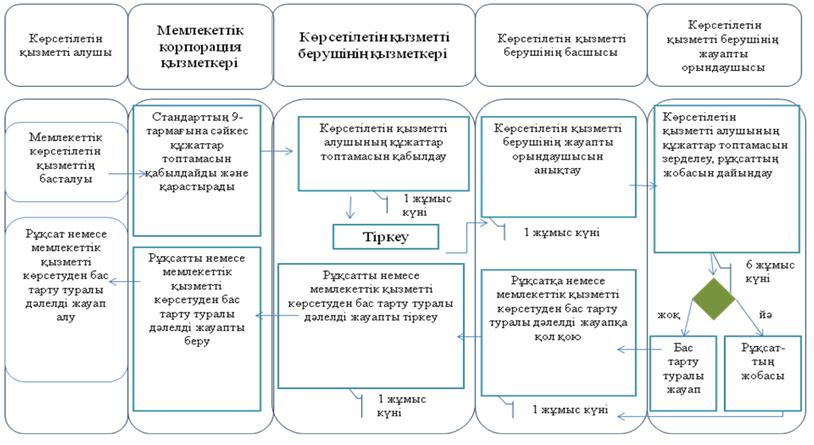 Көрсетілетін
қызметті алушы
Мемлекеттік
корпорация
қызметкері
Көрсетілетін қызметті
берушінің қызметкері
Көрсетілетін қызметті
берушінің басшысы
Көрсетілетін
қызметті берушінің
жауапты
орындаушысы
Мемлекеттік
көрсетілетін
қызметтің
басталуы
Стандарттың 9-
тармағына сәйкес
құжаттар
топтамасын
қабылдайды және
қарастырады
Көрсетілетін қызметті
алушының құжаттар
топтамасын қабылдау
1 жұмыс
күні
Тіркеу
Көрсетілетін қызметті
берушінің жауапты
орындаушысын
анықтау
1 жұмыс күні
Көрсетілетін
қызметті алушының
құжаттар топтамасын
зерделеу, рұқсаттың
жобасын дайындау
6 жұмыс
күні
жоқ
йә
Бас
тарту
туралы
жауап
Рұқсат-
тың
жобасы
Рұқсатқа немесе
мемлекеттік қызметті
көрсетуден бас тарту
туралы дәлелді жауапқа
қол қою
1 жұмыс күні
Рұқсатты немесе
мемлекеттік қызметті
көрсетуден бас тарту туралы
дәлелді жауапты тіркеу
1 жұмыс
күні
Рұқсатты немесе
мемлекеттік
қызметті
көрсетуден бас
тарту туралы
дәлелді жауапты
беру
Рұқсат немесе
мемлекеттік
қызметті
көрсетуден бас
тарту туралы
дәлелді жауап
алу